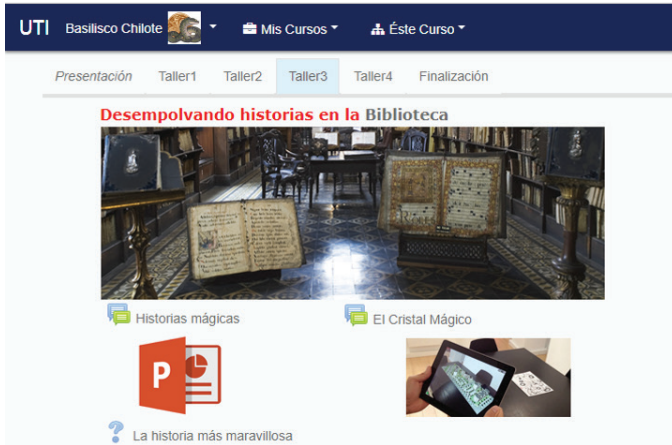 UTI Basilisco Chilote Mis Cursos Éste Curso
Presentación Taller1 Taller2 Taller3 Taller4 Finalización
Desempolvando historias en la Biblioteca
Historias mágicas El Cristal Mágico
P
La historia más maravillosa